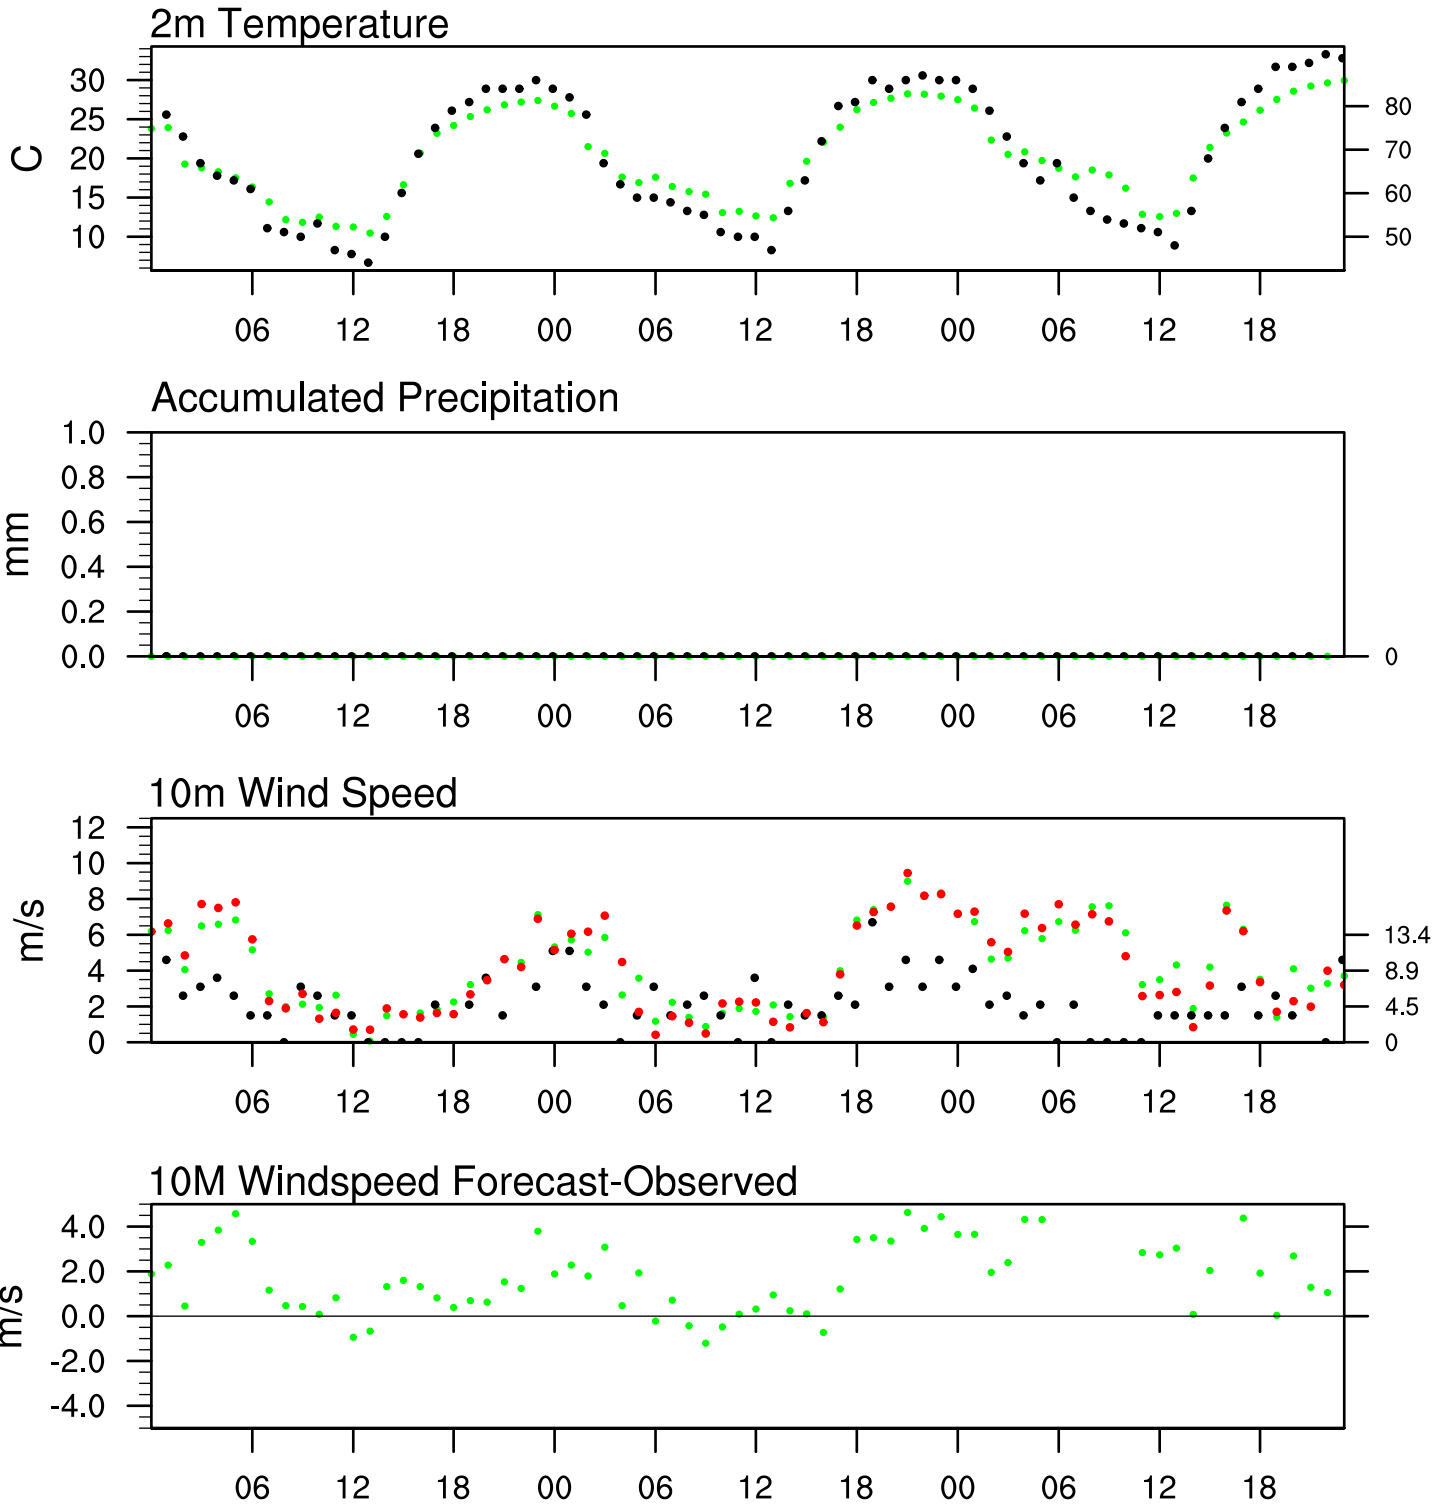 2m Temperature
C
30
25
20
15
10
80
70
60
50
06 12 18 00 06 12 18 00 06 12 18
Accumulated Precipitation
mm
1.0
0.8
0.6
0.4
0.2
0.0
0
06 12 18 00 06 12 18 00 06 12 18
10m Wind Speed
m/s
12
10
8
6
4
2
0
13.4
8.9
4.5
0
06 12 18 00 06 12 18 00 06 12 18
10M Windspeed Forecast-Observed
m/s
4.0
2.0
0.0
-2.0
-4.0
06 12 18 00 06 12 18 00 06 12 18